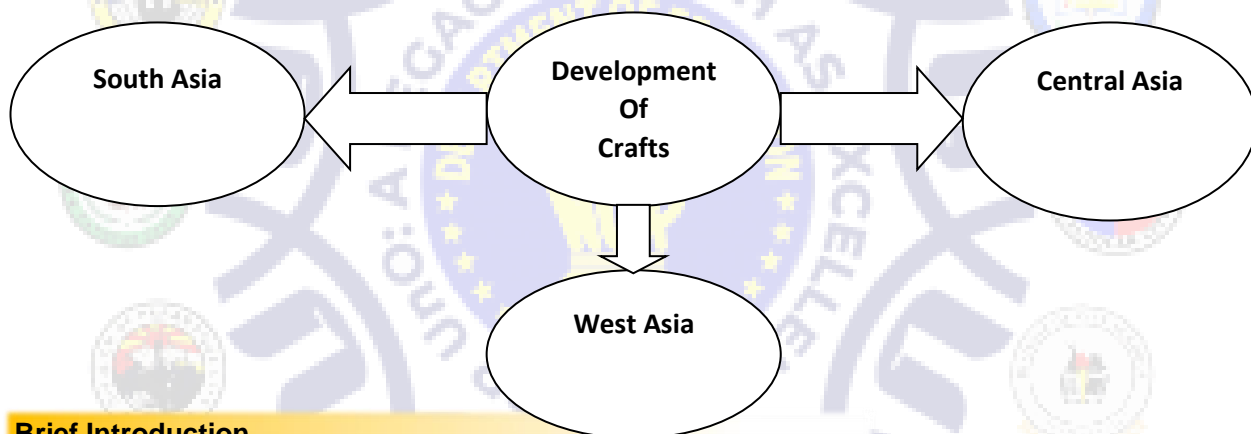 South Asia
Development
Of
Crafts
Central Asia
West Asia
Brief Introduction